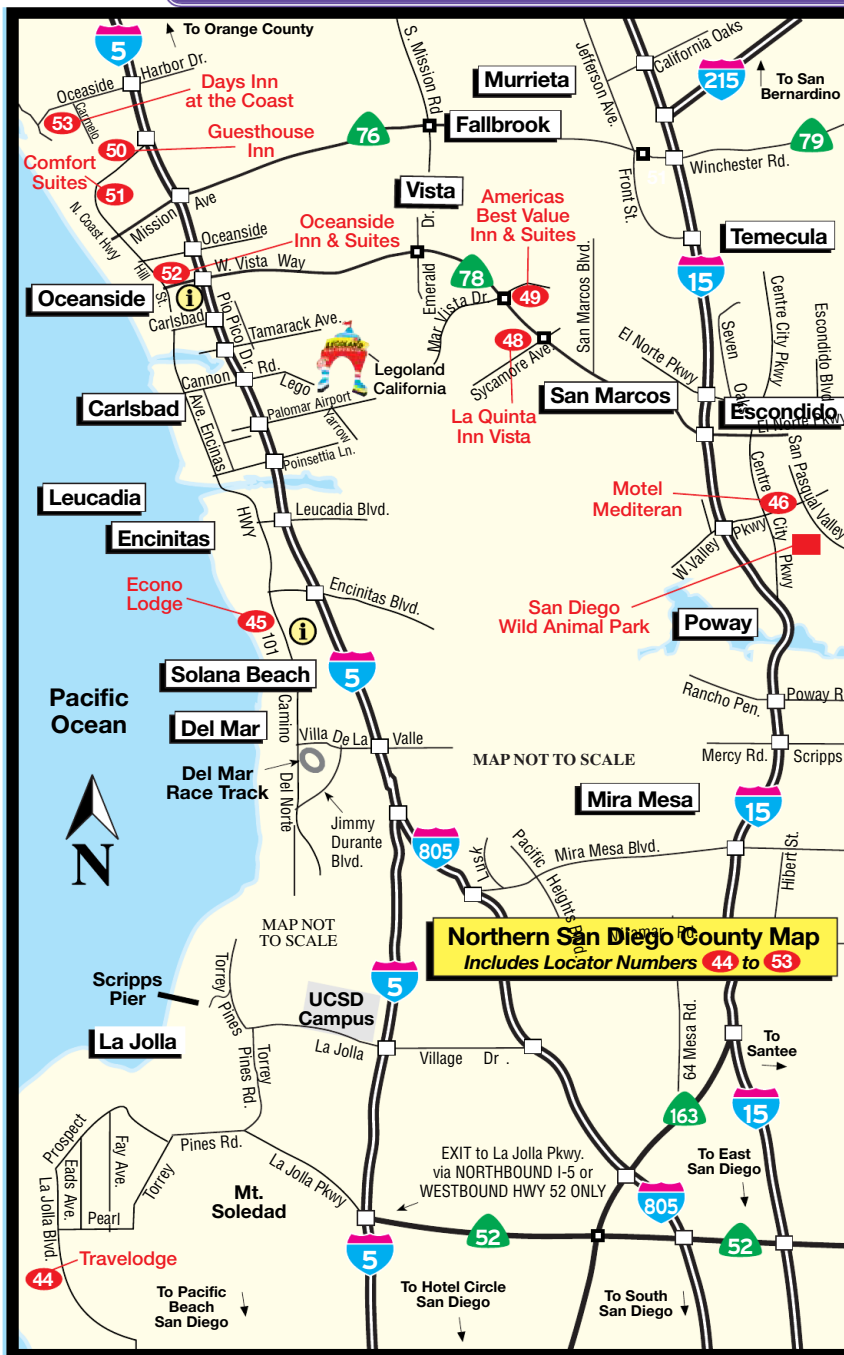 To Orange County
5
Oceaside
Harbor Dr.
Carmelo
53
Days Inn
at the Coast
50
Guesthouse
Inn
Comfort
Suites
51
N. Coast Hwy
Mission Ave
76
S. Mission Rd
Murrieta
Fallbrook
Jefferson Ave.
California Oaks
215
To San
Bernardino
79
Winchester Rd.
Front St.
Vista
Americas
Best Value
Inn & Suites
Oceanside
Oceanside
Inn & Suites
52
W. Vista Way
Hill St.
Oceanside
i
Emerald Dr.
78
49
Mar Vista Dr.
48
Sycamore Ave.
San Marcos Blvd.
Temecula
15
Centre City Pkwy
Escondido Blvd
Seven Oaks
El Norte Pkwy
Carlsbad
Pio Pico Dr.
Tamarack Ave.
LEGOLAND
Legoland
California
Cannon Rd.
Lego
Carlsbad
Ave. Encinas
Palomar Airport
Yarrow
Poinsettia Ln.
La Quinta
Inn Vista
San Marcos
Escondido
El Norte Pkwy
San Pasqual Valley
Motel
Mediteran
46
Centre City Pkwy
W.Valley Pkwy
Leucadia
HWY
Leucadia Blvd.
Encinitas
Encinitas Blvd.
Econo
Lodge
45
101
i
San Diego
Wild Animal Park
Poway
Solana Beach
5
Pacific
Ocean
Rancho Pen.
Poway R
Camino
Del Mar
Villa De La Valle
MAP NOT TO SCALE
Mercy Rd.
Scripps
Del Mar
Race Track
Del Norte
Jimmy
Durante
Blvd.
Mira Mesa
15
N
805
Lusk
Pacific Heights Blvd.
Mira Mesa Blvd.
Hibert St.
MAP NOT
TO SCALE
Miramar Rd.
Northern San Diego County Map
Includes Locator Numbers 44 to 53
Scripps
Pier
Torrey Pines
UCSD
Campus
5
La Jolla
La Jolla Village Dr.
Torrey Pines Rd.
64 Mesa Rd.
To
Santee
163
15
Prospect
Fay Ave.
Eads Ave.
Pearl
Torrey Pines Rd.
La Jolla Pkwy
EXIT to La Jolla Pkwy.
via NORTHBOUND I-5 or
WESTBOUND HWY 52 ONLY
To East
San Diego
Mt.
Soledad
805
La Jolla Blvd.
52
52
5
Travelodge
44
To Pacific
Beach
San Diego
To Hotel Circle
San Diego
To South
San Diego